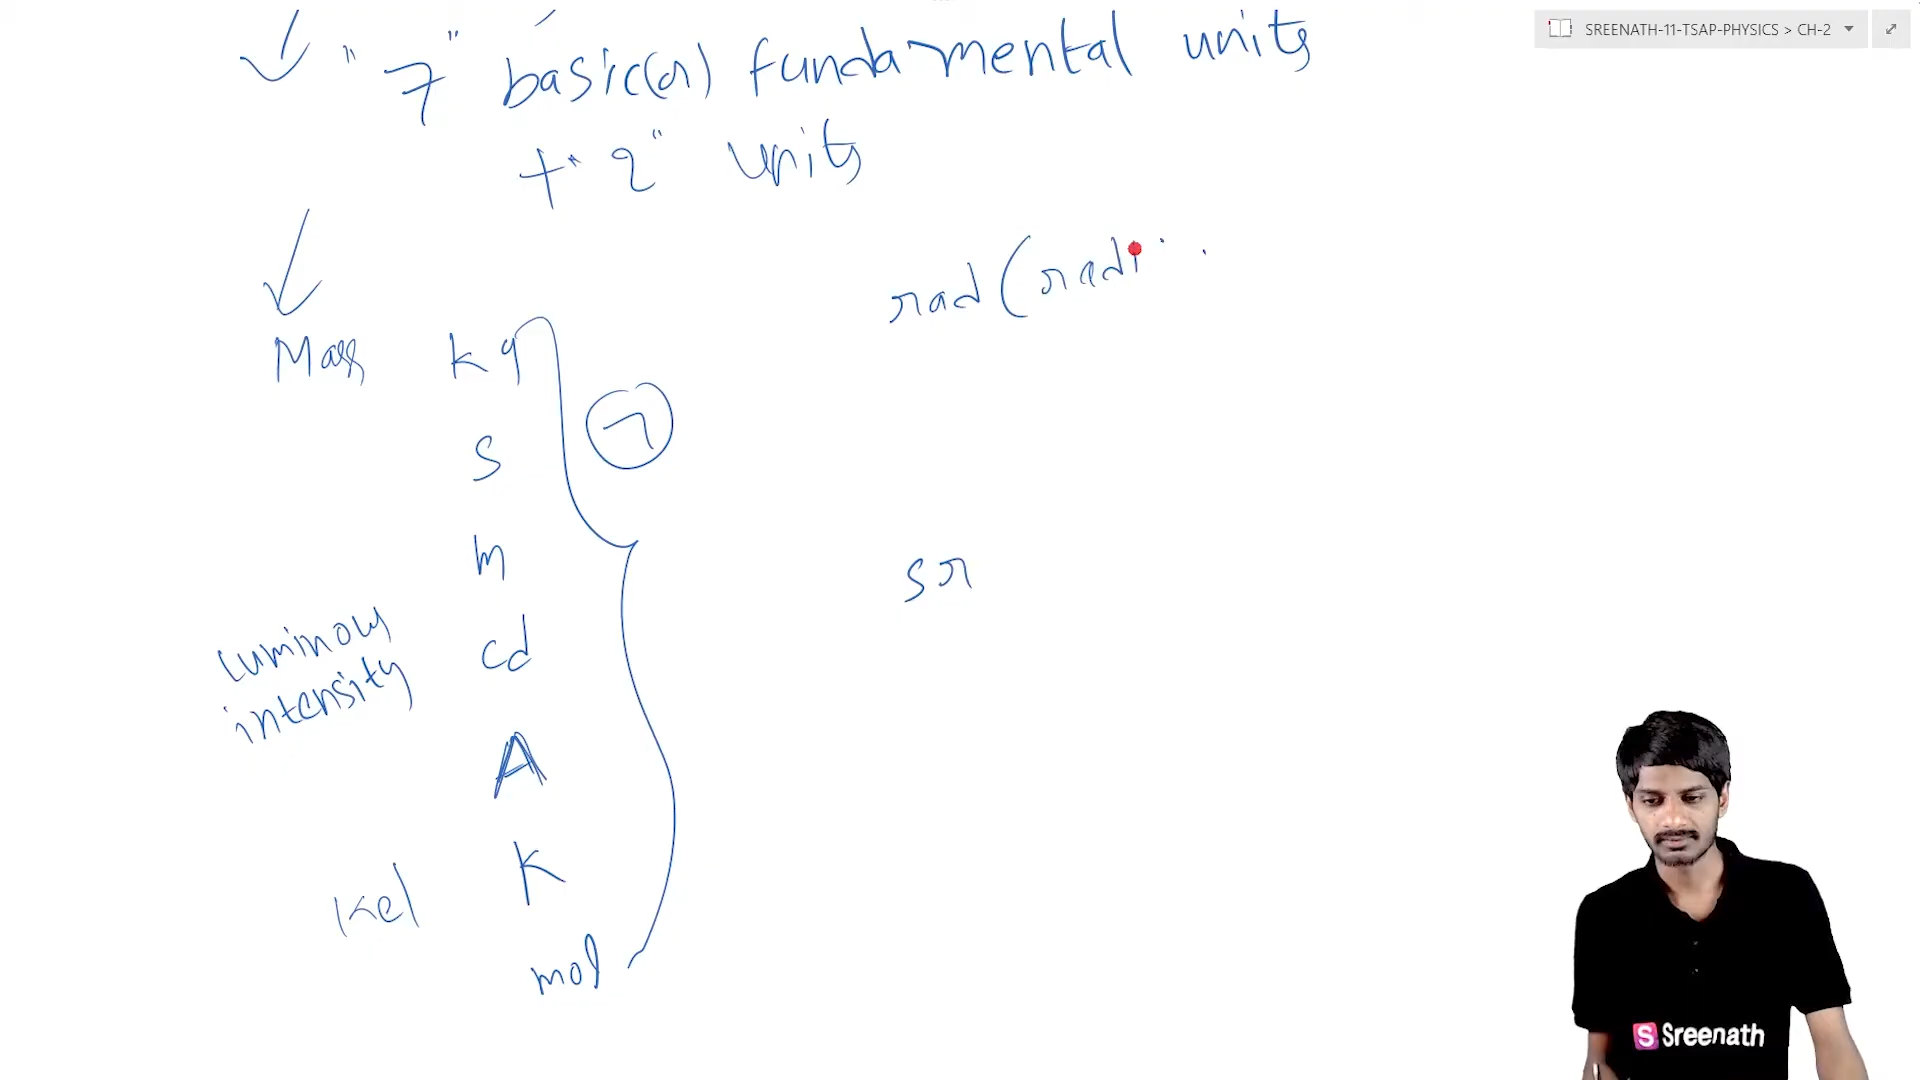 SREENATH-11-TSAP-PHYSICS > CH-2
"7" basic(or) fundamental units
+ "2" units
rad (radi
Mass kg
7
s
m
sr
Luminous
intensity
cd
A
K
Kel
mol
S Sreenath